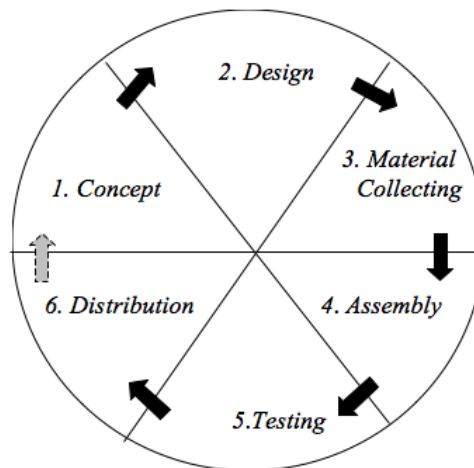 1. Concept
2. Design
3. Material
Collecting
4. Assembly
5.Testing
6. Distribution